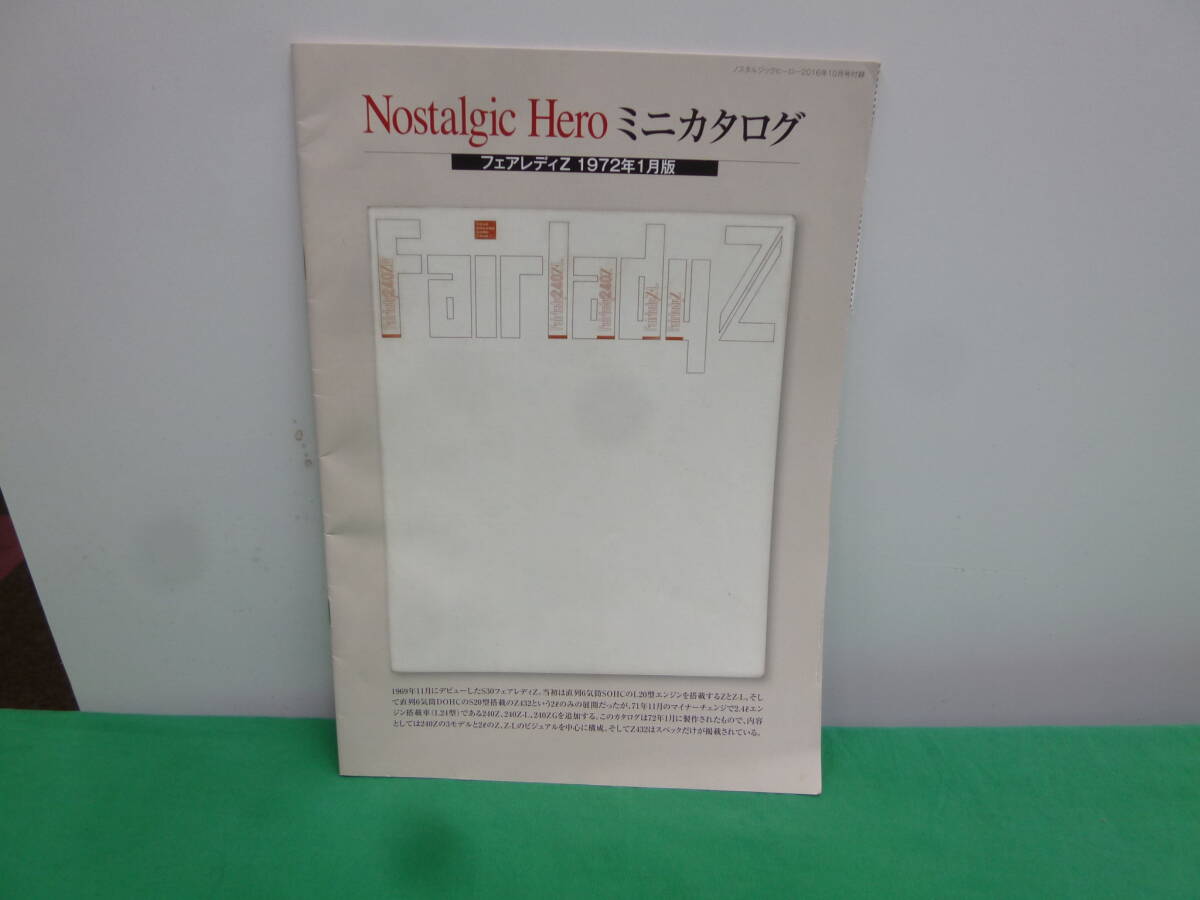 ノスタルジックヒーロー2016年10月号付録
Nostalgic Hero ミニカタログ
フェアレディZ 1972年1月版
Fairlady Z
240Z
240Z-L
240Z
Z-L
Z
1969年11月にデビューしたS30フェアレディZ。当初は直列6気筒SOHCのL20型エンジンを搭載するZとZ-L、そし
て直列6気筒DOHCのS20型搭載のZ432という2ℓのみの展開だったが、71年11月のマイナーチェンジで2.4ℓエン
ジン搭載車（L24型）である240Z、240Z-L、240ZGを追加する。このカタログは72年1月に製作されたもので、内容
としては240Zの3モデルと2ℓのZ、Z-Lのビジュアルを中心に構成。そしてZ432はスペックだけが掲載されている。